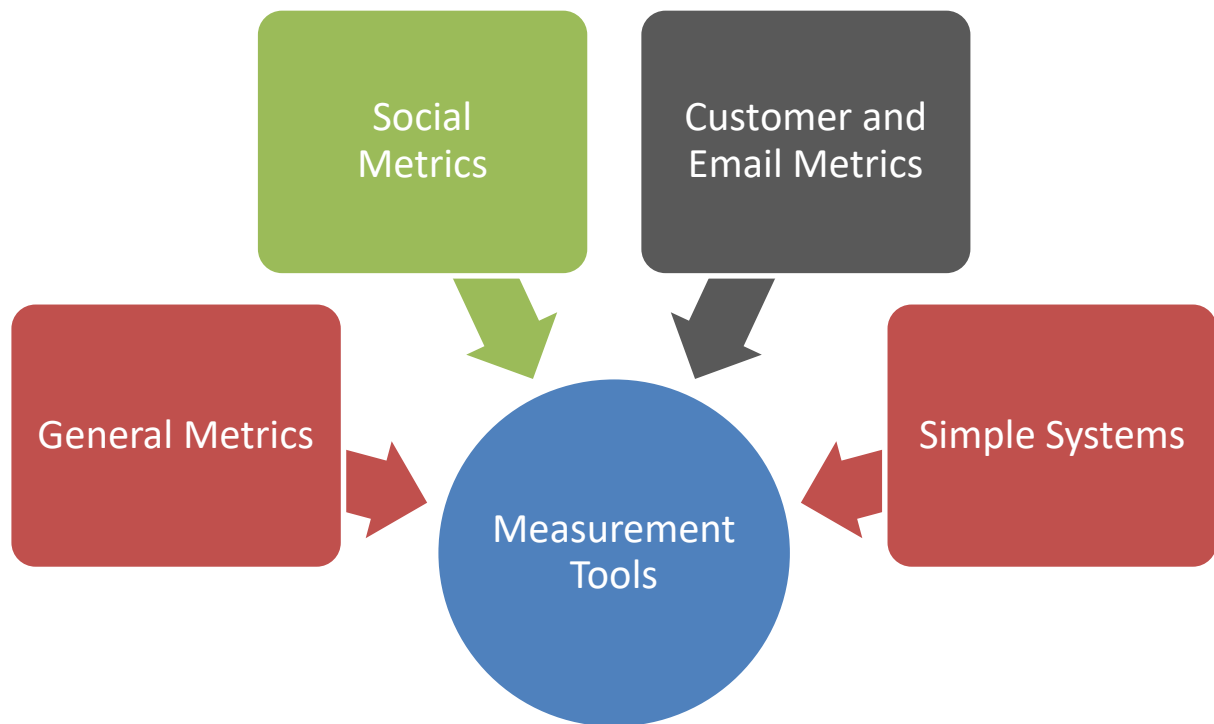 Social
Metrics
Customer and
Email Metrics
General Metrics
Simple Systems
Measurement
Tools